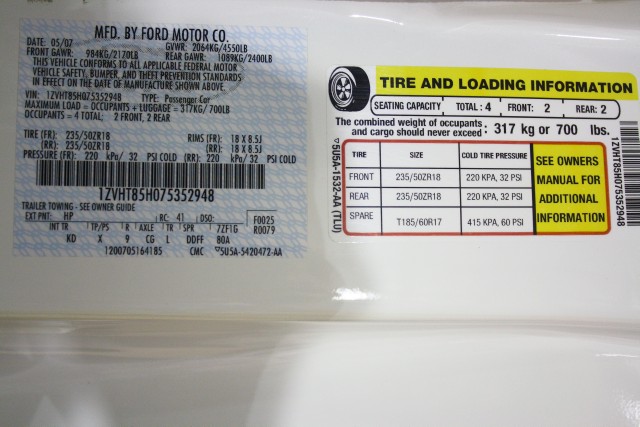 MFD. BY FORD MOTOR CO.
DATE: 05/07 GVWR: 2064KG/4550LB
FRONT GAWR: 984KG/2170LB REAR GAWR: 1089KG/2400LB
THIS VEHICLE CONFORMS TO ALL APPLICABLE FEDERAL MOTOR
VEHICLE SAFETY, BUMPER, AND THEFT PREVENTION STANDARDS
IN EFFECT ON THE DATE OF MANUFACTURE SHOWN ABOVE.
VIN: 1ZVHT85H075352948 TYPE: Passenger Car
MAXIMUM LOAD = OCCUPANTS + LUGGAGE = 317KG/ 700LB
OCCUPANTS = 4 TOTAL: 2 FRONT, 2 REAR
TIRE (FR): 235/50ZR18 RIMS (FR): 18 X 8.5J
(RR): 235/50ZR18 (RR): 18 X 8.5J
PRESSURE (FR): 220 kPa/ 32 PSI COLD (RR): 220 kPa/ 32 PSI COLD
1ZVHT85H075352948
TRAILER TOWING - SEE OWNER GUIDE
EXT PNT: HP RC: 41 DSO: F0025
INT TR TP/PS R AXLE TR SPR 7ZF1G R0079
KD X 9 CG L DDFF 80A
1200705164185 CMC 5U5A-5420472-AA
TIRE AND LOADING INFORMATION
SEATING CAPACITY TOTAL : 4 FRONT: 2 REAR: 2
The combined weight of occupants
and cargo should never exceed : 317 kg or 700 lbs.
TIRE SIZE COLD TIRE PRESSURE
FRONT 235/50ZR18 220 KPA, 32 PSI
REAR 235/50ZR18 220 KPA, 32 PSI
SPARE T185/60R17 415 KPA, 60 PSI
SEE OWNERS
MANUAL FOR
ADDITIONAL
INFORMATION
5U5A-1532-AA (TLU)
1ZVHT85H075352948